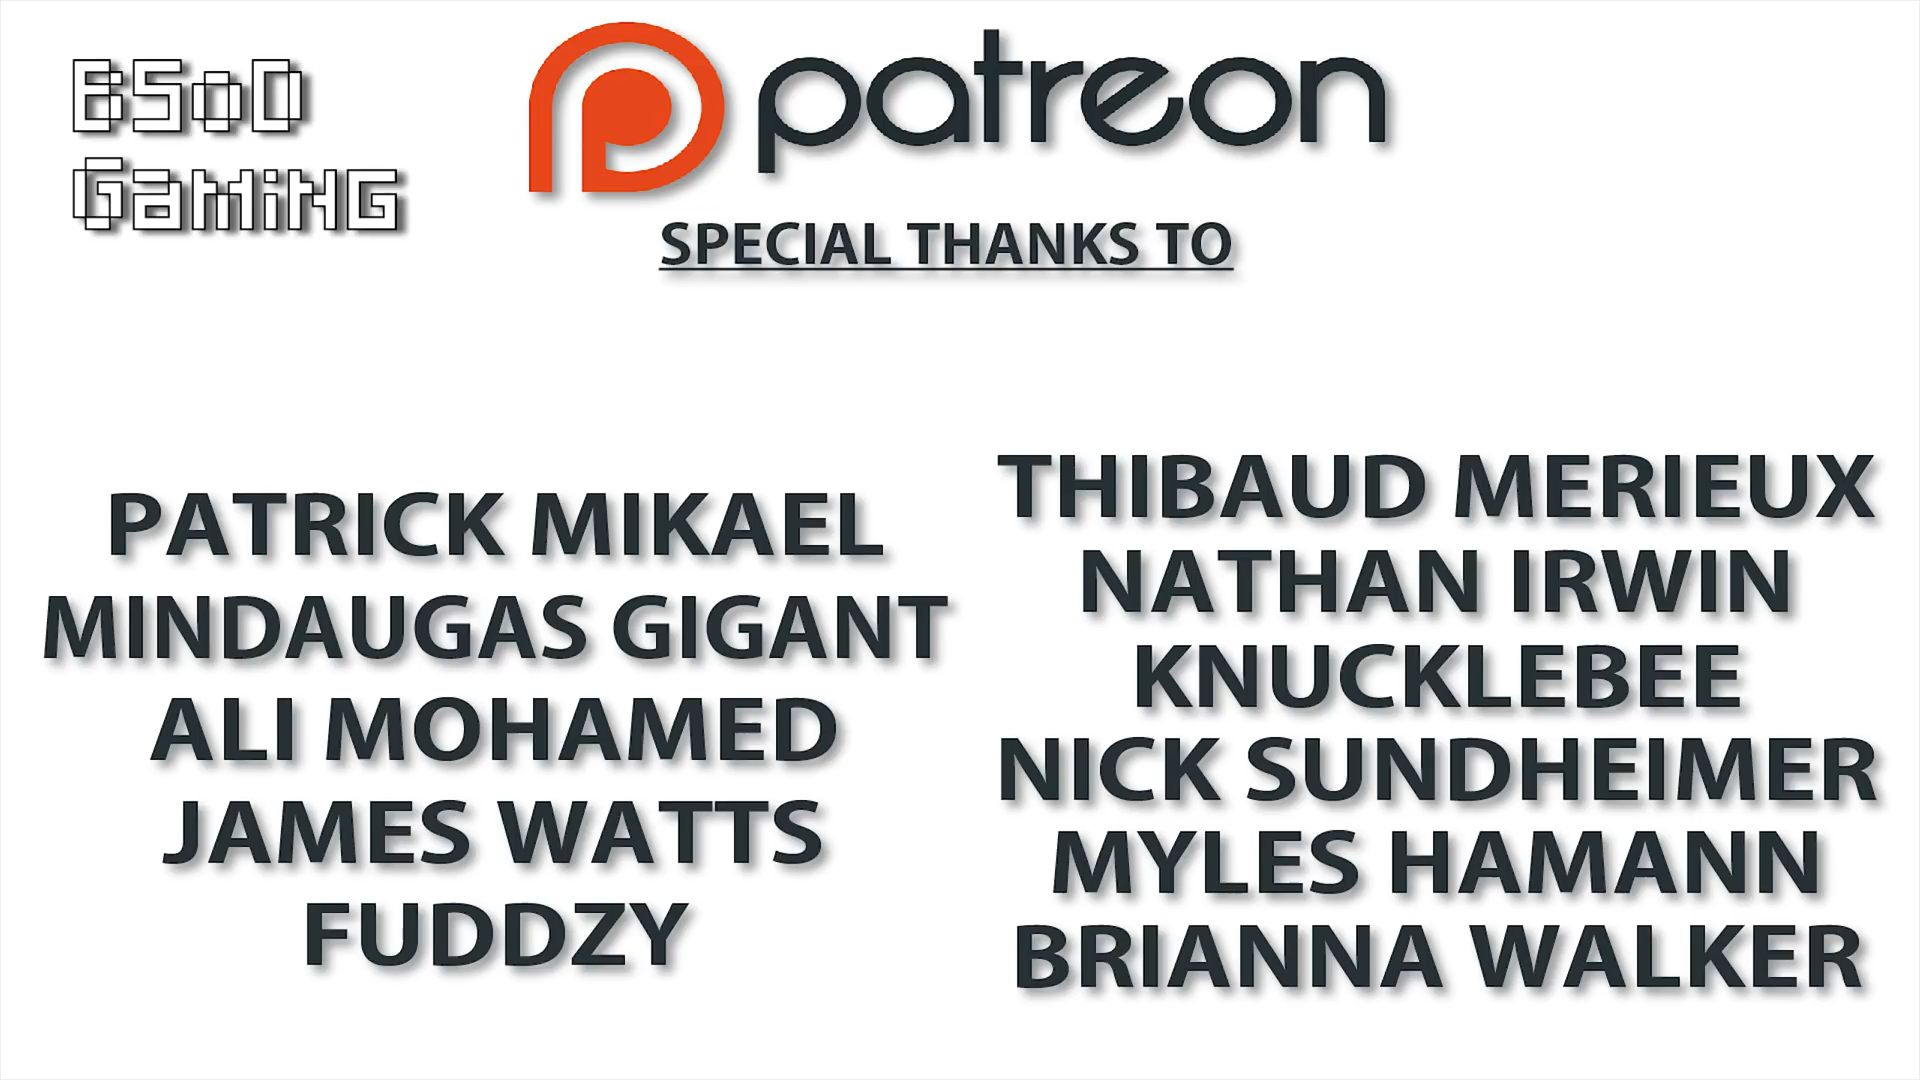 BSoD
GaMiNG
patreon
SPECIAL THANKS TO
PATRICK MIKAEL
MINDAUGAS GIGANT
ALI MOHAMED
JAMES WATTS
FUDDZY
THIBAUD MERIEUX
NATHAN IRWIN
KNUCKLEBEE
NICK SUNDHEIMER
MYLES HAMANN
BRIANNA WALKER